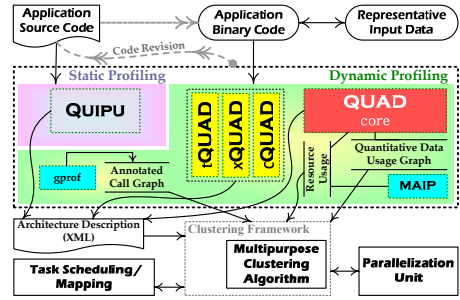 Application
Source Code
Application
Binary Code
Representative
Input Data
Code Revision
Static Profiling
Dynamic Profiling
QUIPU
tQUAD
xQUAD
cQUAD
QUAD
core
Quantitative Data
Usage Graph
Resource
Usage
MAIP
gprof
Annotated
Call Graph
Architecture Description
(XML)
Clustering Framework
Multipurpose
Clustering
Algorithm
Task Scheduling/
Mapping
Parallelization
Unit